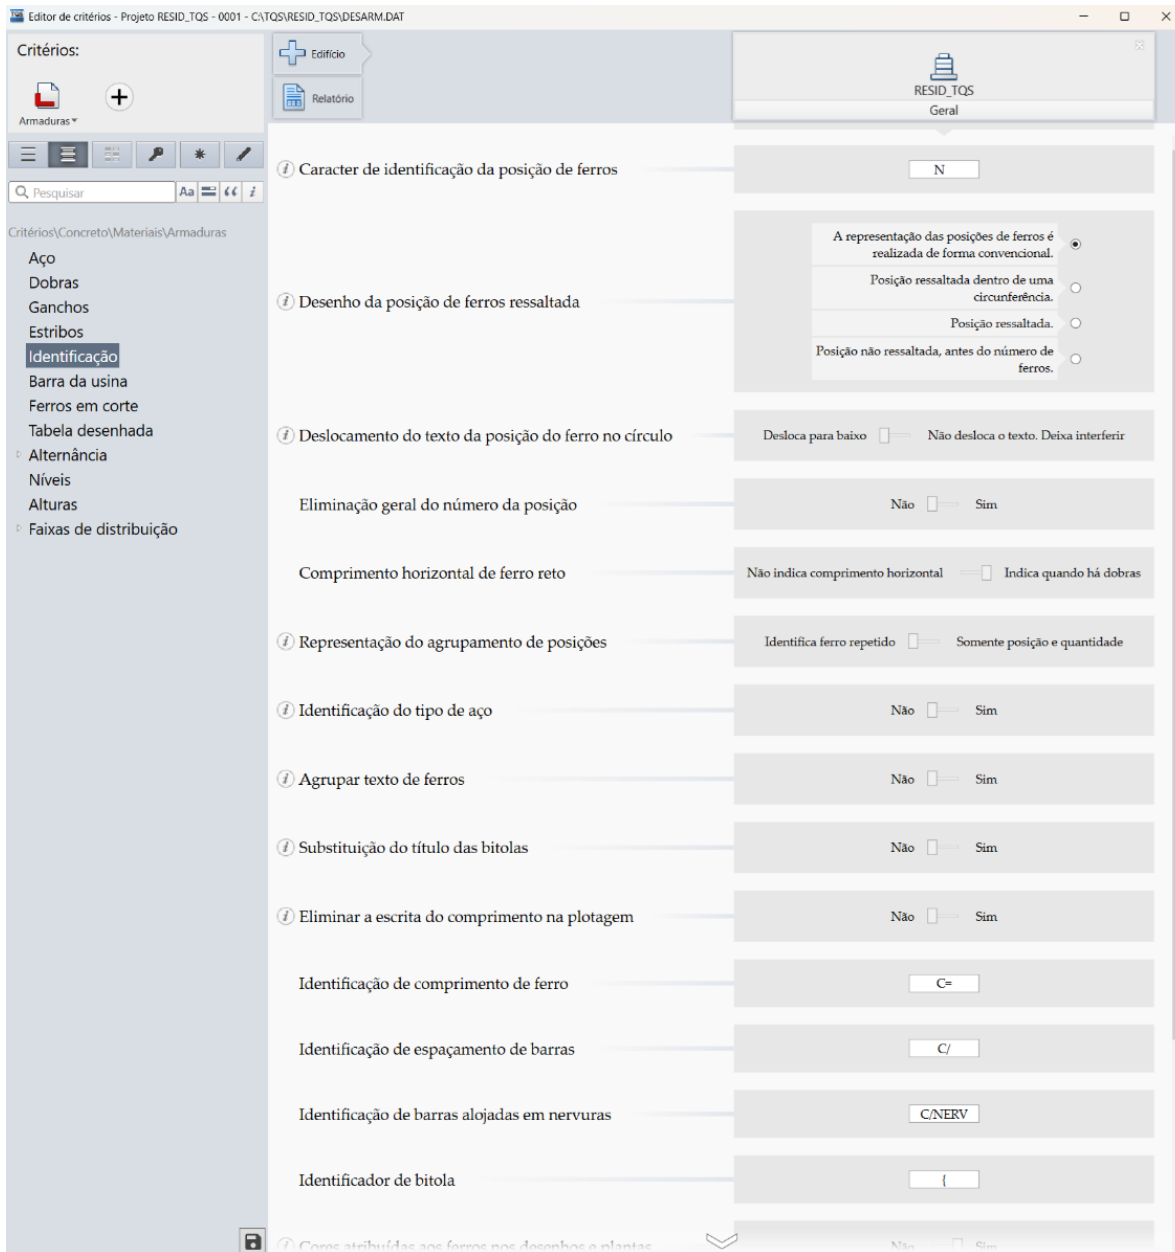 Editor de critérios - Projeto RESID_TQS - 0001 - C:\TQS\RESID_TQS\DESARM.DAT
Critérios:
Armaduras
Edifício
Relatório
RESID_TQS
Geral
Pesquisar
Aa
i
Critérios\Concreto\Materiais\Armaduras
Aço
Dobras
Ganchos
Estribos
Identificação
Barra da usina
Ferros em corte
Tabela desenhada
Alternância
Níveis
Alturas
Faixas de distribuição
i Caracter de identificação da posição de ferros
N
i Desenho da posição de ferros ressaltada
A representação das posições de ferros é
realizada de forma convencional.
Posição ressaltada dentro de uma
circunferência.
Posição ressaltada.
Posição não ressaltada, antes do número de
ferros.
i Deslocamento do texto da posição do ferro no círculo
Desloca para baixo Não desloca o texto. Deixa interferir
Eliminação geral do número da posição
Não Sim
Comprimento horizontal de ferro reto
Não indica comprimento horizontal Indica quando há dobras
i Representação do agrupamento de posições
Identifica ferro repetido Somente posição e quantidade
i Identificação do tipo de aço
Não Sim
i Agrupar texto de ferros
Não Sim
i Substituição do título das bitolas
Não Sim
i Eliminar a escrita do comprimento na plotagem
Não Sim
Identificação de comprimento de ferro
C=
Identificação de espaçamento de barras
C/
Identificação de barras alojadas em nervuras
C/NERV
Identificador de bitola
{
i Cores atribuídas aos ferros nos desenhos e plantas
Não Sim